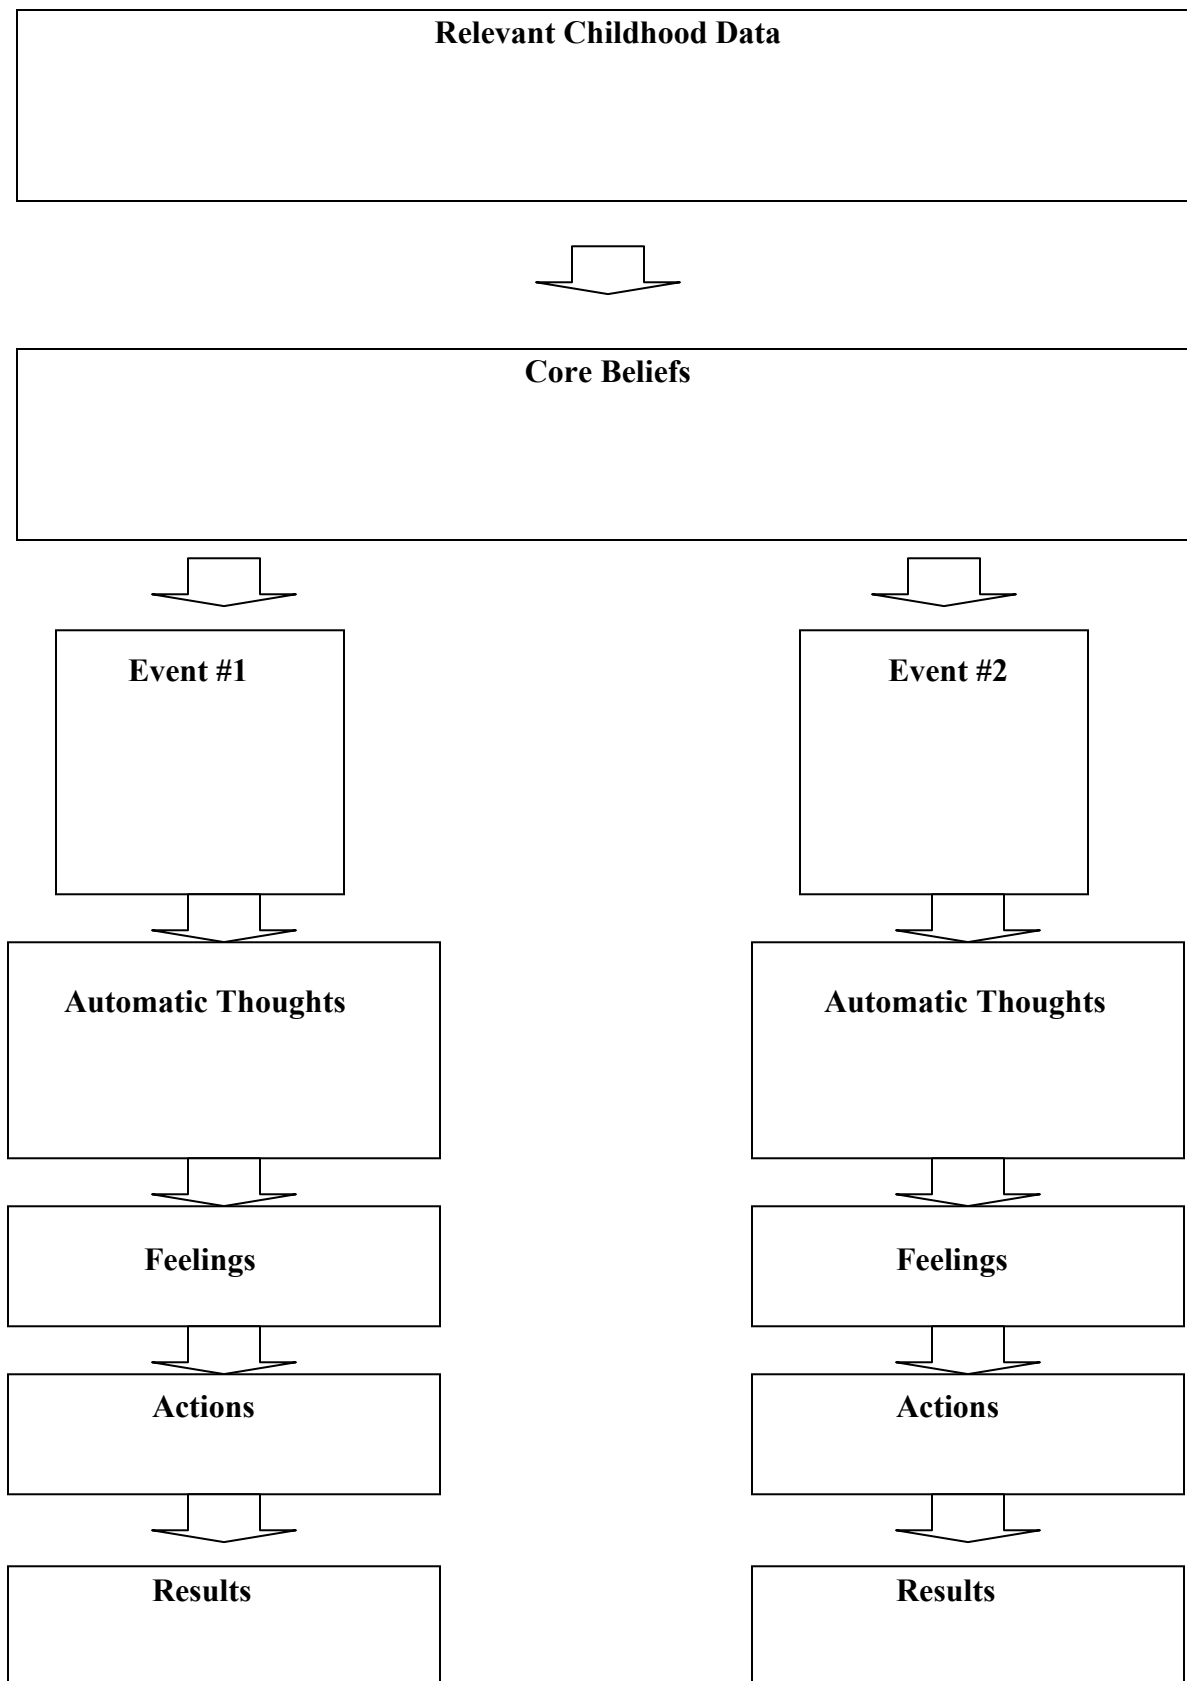 Relevant Childhood Data
Core Beliefs
Event #1
Event #2
Automatic Thoughts
Automatic Thoughts
Feelings
Feelings
Actions
Actions
Results
Results